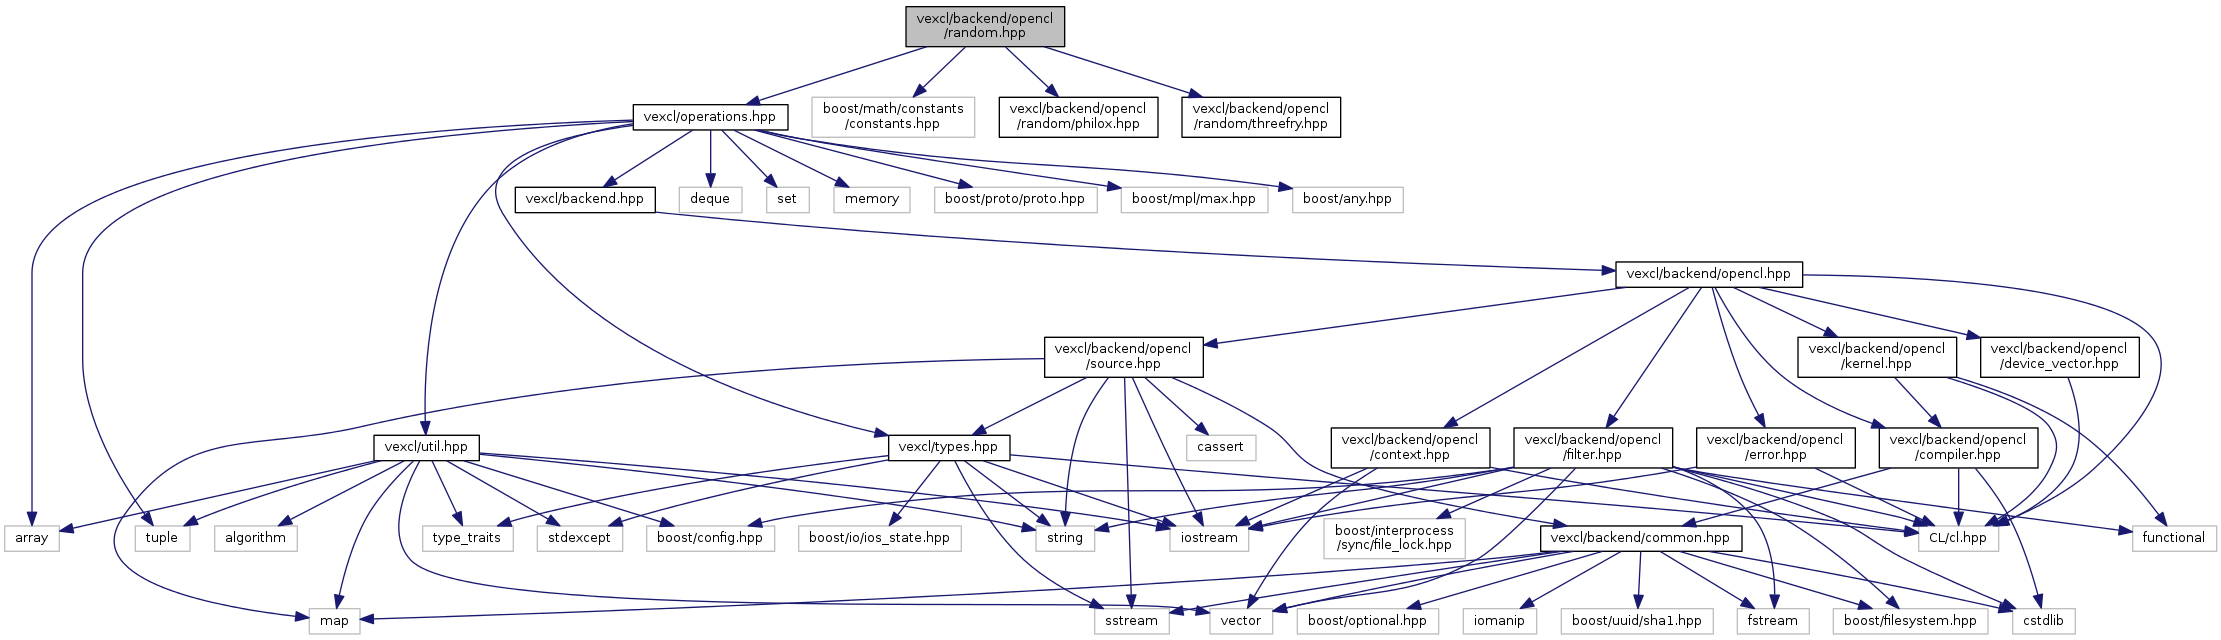 vexcl/backend/opencl
/random.hpp
vexcl/operations.hpp
boost/math/constants
/constants.hpp
vexcl/backend/opencl
/random/philox.hpp
vexcl/backend/opencl
/random/threefry.hpp
vexcl/backend.hpp
deque
set
memory
boost/proto/proto.hpp
boost/mpl/max.hpp
boost/any.hpp
vexcl/backend/opencl.hpp
vexcl/backend/opencl
/source.hpp
vexcl/backend/opencl
/kernel.hpp
vexcl/backend/opencl
/device_vector.hpp
vexcl/util.hpp
vexcl/types.hpp
cassert
vexcl/backend/opencl
/context.hpp
vexcl/backend/opencl
/filter.hpp
vexcl/backend/opencl
/error.hpp
vexcl/backend/opencl
/compiler.hpp
array
tuple
algorithm
type_traits
stdexcept
boost/config.hpp
boost/io/ios_state.hpp
string
iostream
boost/interprocess
/sync/file_lock.hpp
vexcl/backend/common.hpp
CL/cl.hpp
functional
map
sstream
vector
boost/optional.hpp
iomanip
boost/uuid/sha1.hpp
fstream
boost/filesystem.hpp
cstdlib